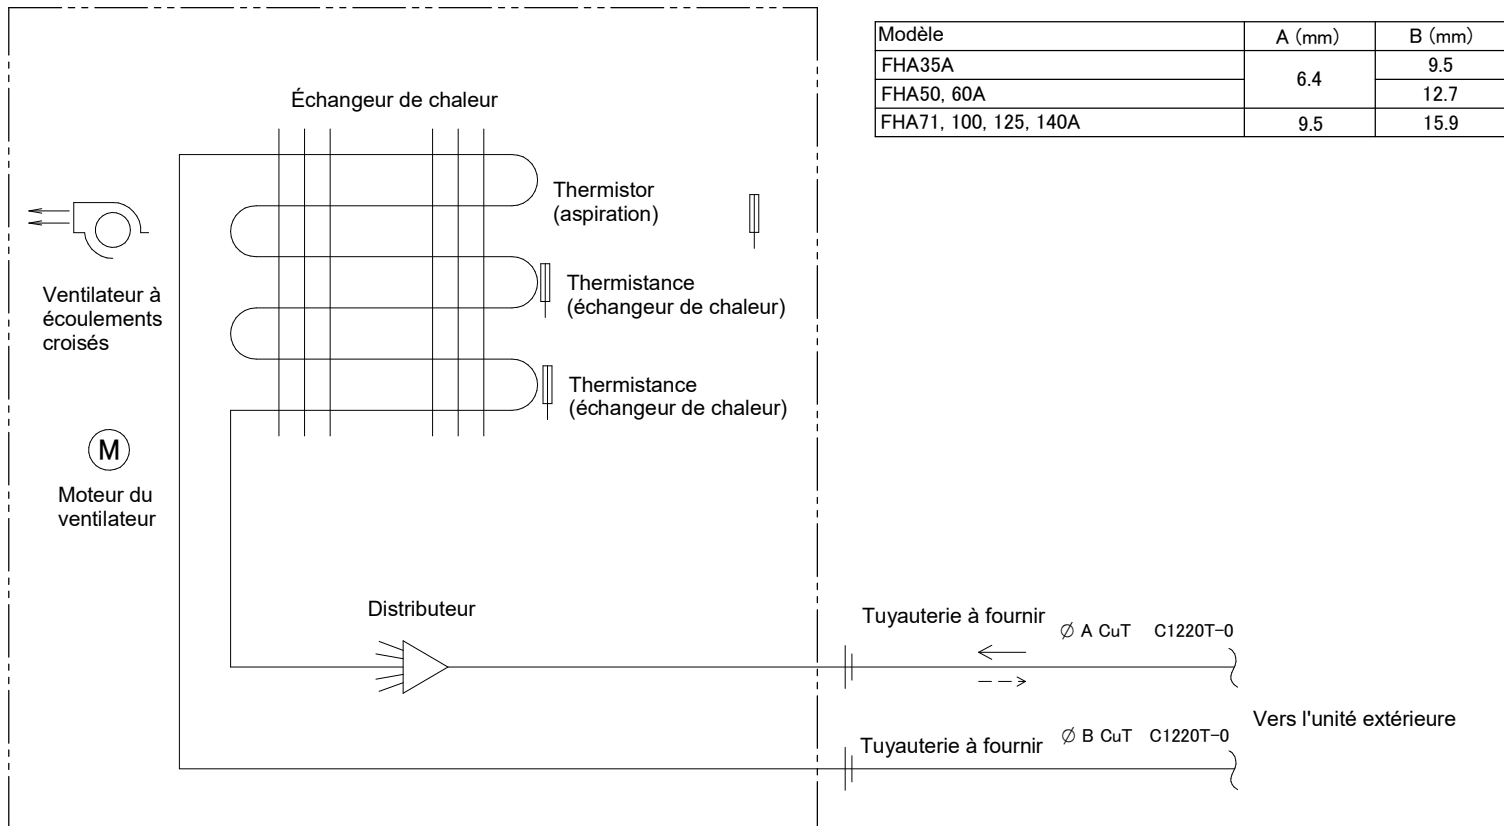 Modèle A (mm) B (mm)
FHA35A 6.4 9.5
FHA50, 60A 12.7
FHA71, 100, 125, 140A 9.5 15.9
Échangeur de chaleur
Thermistor
(aspiration)
Thermistance
(échangeur de chaleur)
Ventilateur à
écoulements
croisés
Thermistance
(échangeur de chaleur)
M
Moteur du
ventilateur
Distributeur
Tuyauterie à fournir
Ø A CuT C1220T-0
Vers l'unité extérieure
Tuyauterie à fournir
Ø B CuT C1220T-0